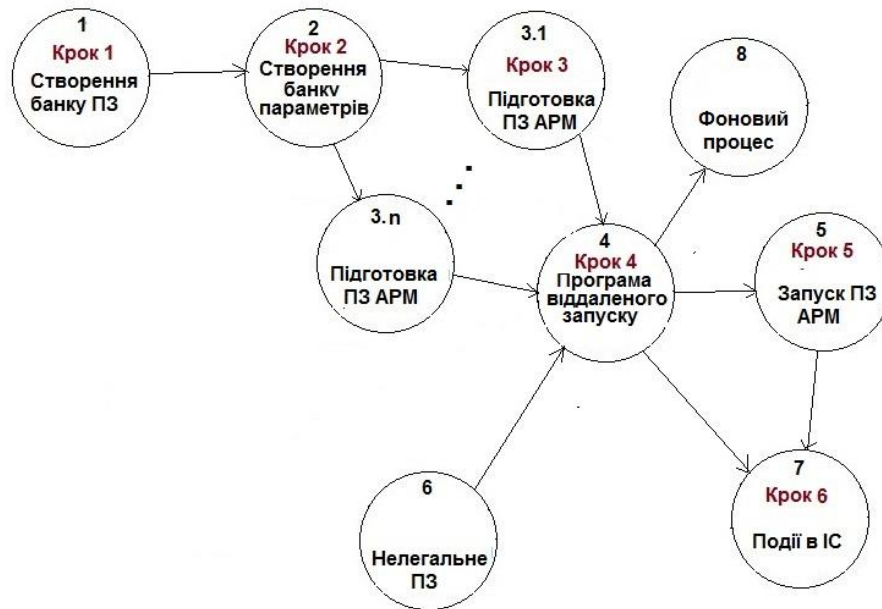 1
Крок 1
Створення
банку ПЗ
2
Крок 2
Створення
банку
параметрів
3.1
Крок 3
Підготовка
ПЗ АРМ
8
Фоновий
процес
3.n
Підготовка
ПЗ АРМ
4
Крок 4
Програма
віддаленого
запуску
5
Крок 5
Запуск ПЗ
АРМ
6
Нелегальне
ПЗ
7
Крок 6
Події в ІС